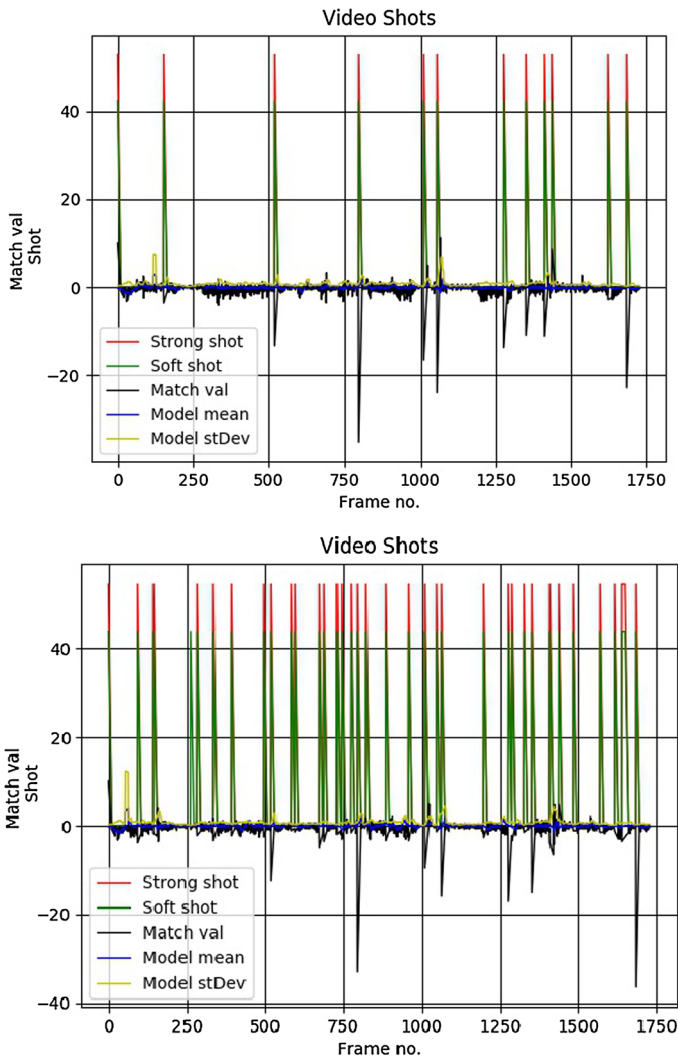 Video Shots
40
20
0
−20
Match val
Shot
Strong shot
Soft shot
Match val
Model mean
Model stDev
0 250 500 750 1000 1250 1500 1750
Frame no.
Video Shots
40
20
0
−20
−40
Match val
Shot
Strong shot
Soft shot
Match val
Model mean
Model stDev
0 250 500 750 1000 1250 1500 1750
Frame no.